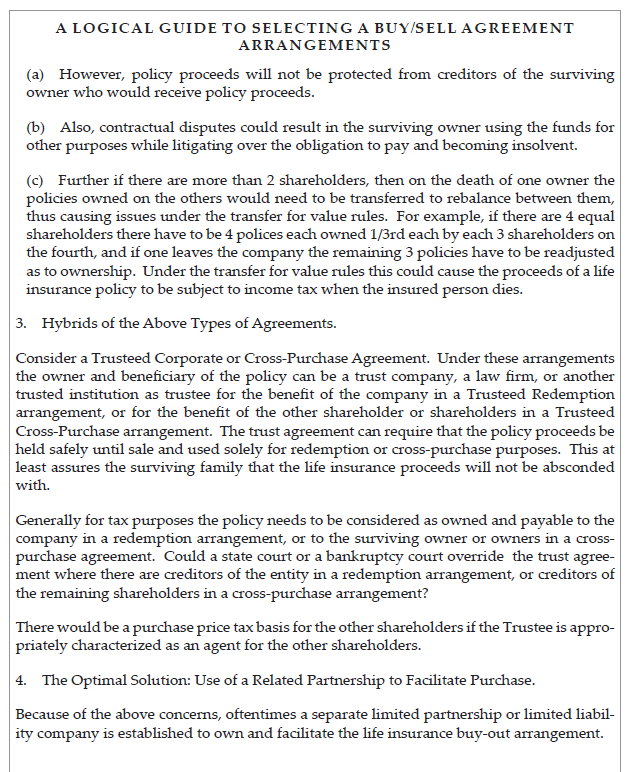 A LOGICAL GUIDE TO SELECTING A BUY/SELL AGREEMENT
ARRANGEMENTS
(a) However, policy proceeds will not be protected from creditors of the surviving
owner who would receive policy proceeds.
(b) Also, contractual disputes could result in the surviving owner using the funds for
other purposes while litigating over the obligation to pay and becoming insolvent.
(c) Further if there are more than 2 shareholders, then on the death of one owner the
policies owned on the others would need to be transferred to rebalance between them,
thus causing issues under the transfer for value rules. For example, if there are 4 equal
shareholders there have to be 4 polices each owned 1/3rd each by each 3 shareholders on
the fourth, and if one leaves the company the remaining 3 policies have to be readjusted
as to ownership. Under the transfer for value rules this could cause the proceeds of a life
insurance policy to be subject to income tax when the insured person dies.
3. Hybrids of the Above Types of Agreements.
Consider a Trusteed Corporate or Cross-Purchase Agreement. Under these arrangements
the owner and beneficiary of the policy can be a trust company, a law firm, or another
trusted institution as trustee for the benefit of the company in a Trusteed Redemption
arrangement, or for the benefit of the other shareholder or shareholders in a Trusteed
Cross-Purchase arrangement. The trust agreement can require that the policy proceeds be
held safely until sale and used solely for redemption or cross-purchase purposes. This at
least assures the surviving family that the life insurance proceeds will not be absconded
with.
Generally for tax purposes the policy needs to be considered as owned and payable to the
company in a redemption arrangement, or to the surviving owner or owners in a cross-
purchase agreement. Could a state court or a bankruptcy court override the trust agree-
ment where there are creditors of the entity in a redemption arrangement, or creditors of
the remaining shareholders in a cross-purchase arrangement?
There would be a purchase price tax basis for the other shareholders if the Trustee is appro-
priately characterized as an agent for the other shareholders.
4. The Optimal Solution: Use of a Related Partnership to Facilitate Purchase.
Because of the above concerns, oftentimes a separate limited partnership or limited liabil-
ity company is established to own and facilitate the life insurance buy-out arrangement.